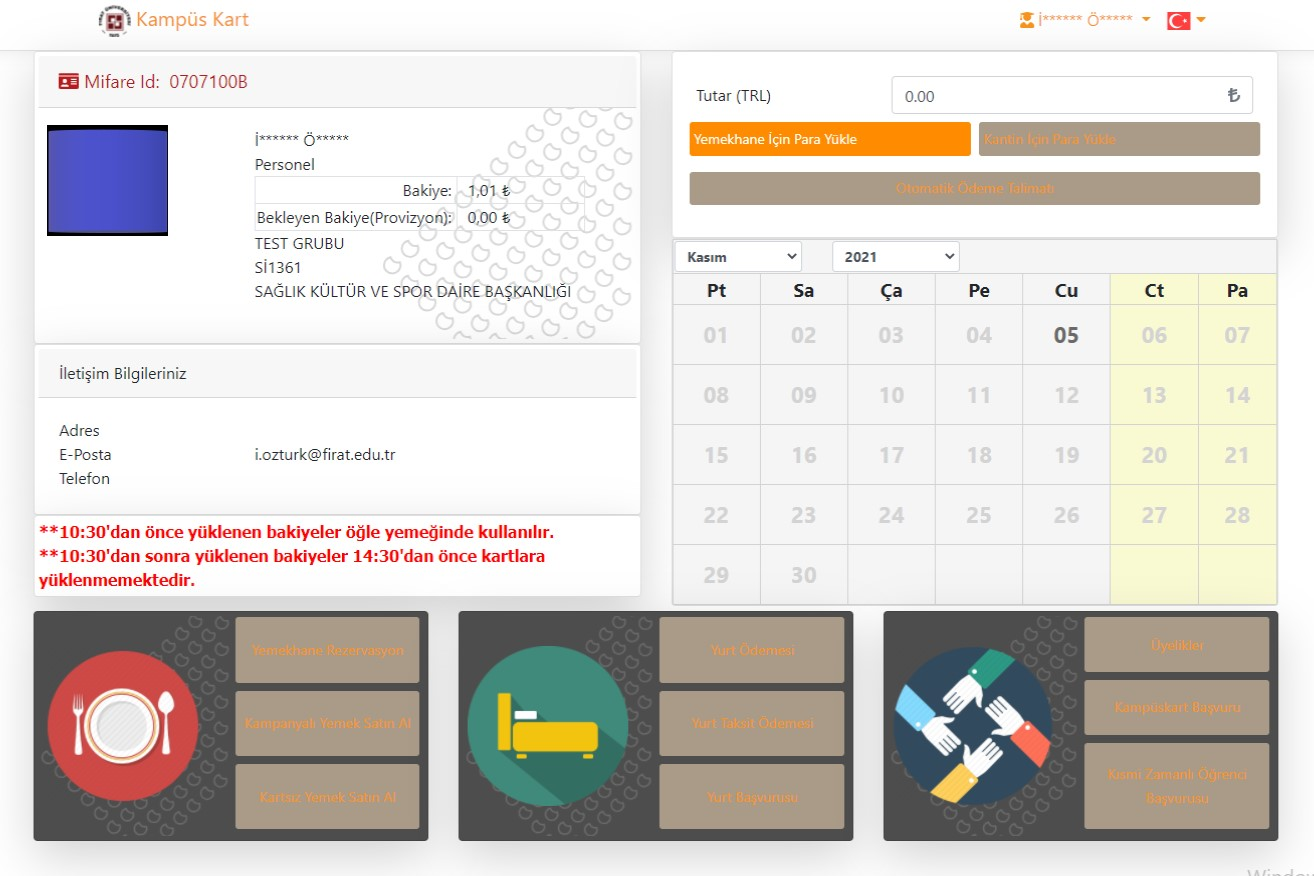 Kampüs Kart
İ****** Ö*****
Mifare Id: 0707100B
İ****** Ö*****
Personel
Bakiye: 1,01 ₺
Bekleyen Bakiye(Provizyon): 0,00 ₺
TEST GRUBU
Sİ1361
SAĞLIK KÜLTÜR VE SPOR DAİRE BAŞKANLIĞI
İletişim Bilgileriniz
Adres
E-Posta i.ozturk@firat.edu.tr
Telefon
**10:30'dan önce yüklenen bakiyeler öğle yemeğinde kullanılır.
**10:30'dan sonra yüklenen bakiyeler 14:30'dan önce kartlara
yüklenmemektedir.
Tutar (TRL) 0.00 ₺
Yemekhane İçin Para Yükle Kantin İçin Para Yükle
Otomatik Ödeme Talimatı
Kasım 2021
Pt Sa Ça Pe Cu Ct Pa
01 02 03 04 05 06 07
08 09 10 11 12 13 14
15 16 17 18 19 20 21
22 23 24 25 26 27 28
29 30
Yemekhane Rezervasyon
Kampanyalı Yemek Satın Al
Kartsız Yemek Satın Al
Yurt Ödemesi
Yurt Taksit Ödemesi
Yurt Başvurusu
Üyelikler
Kampüskart Başvuru
Kısmi Zamanlı Öğrenci
Başvurusu